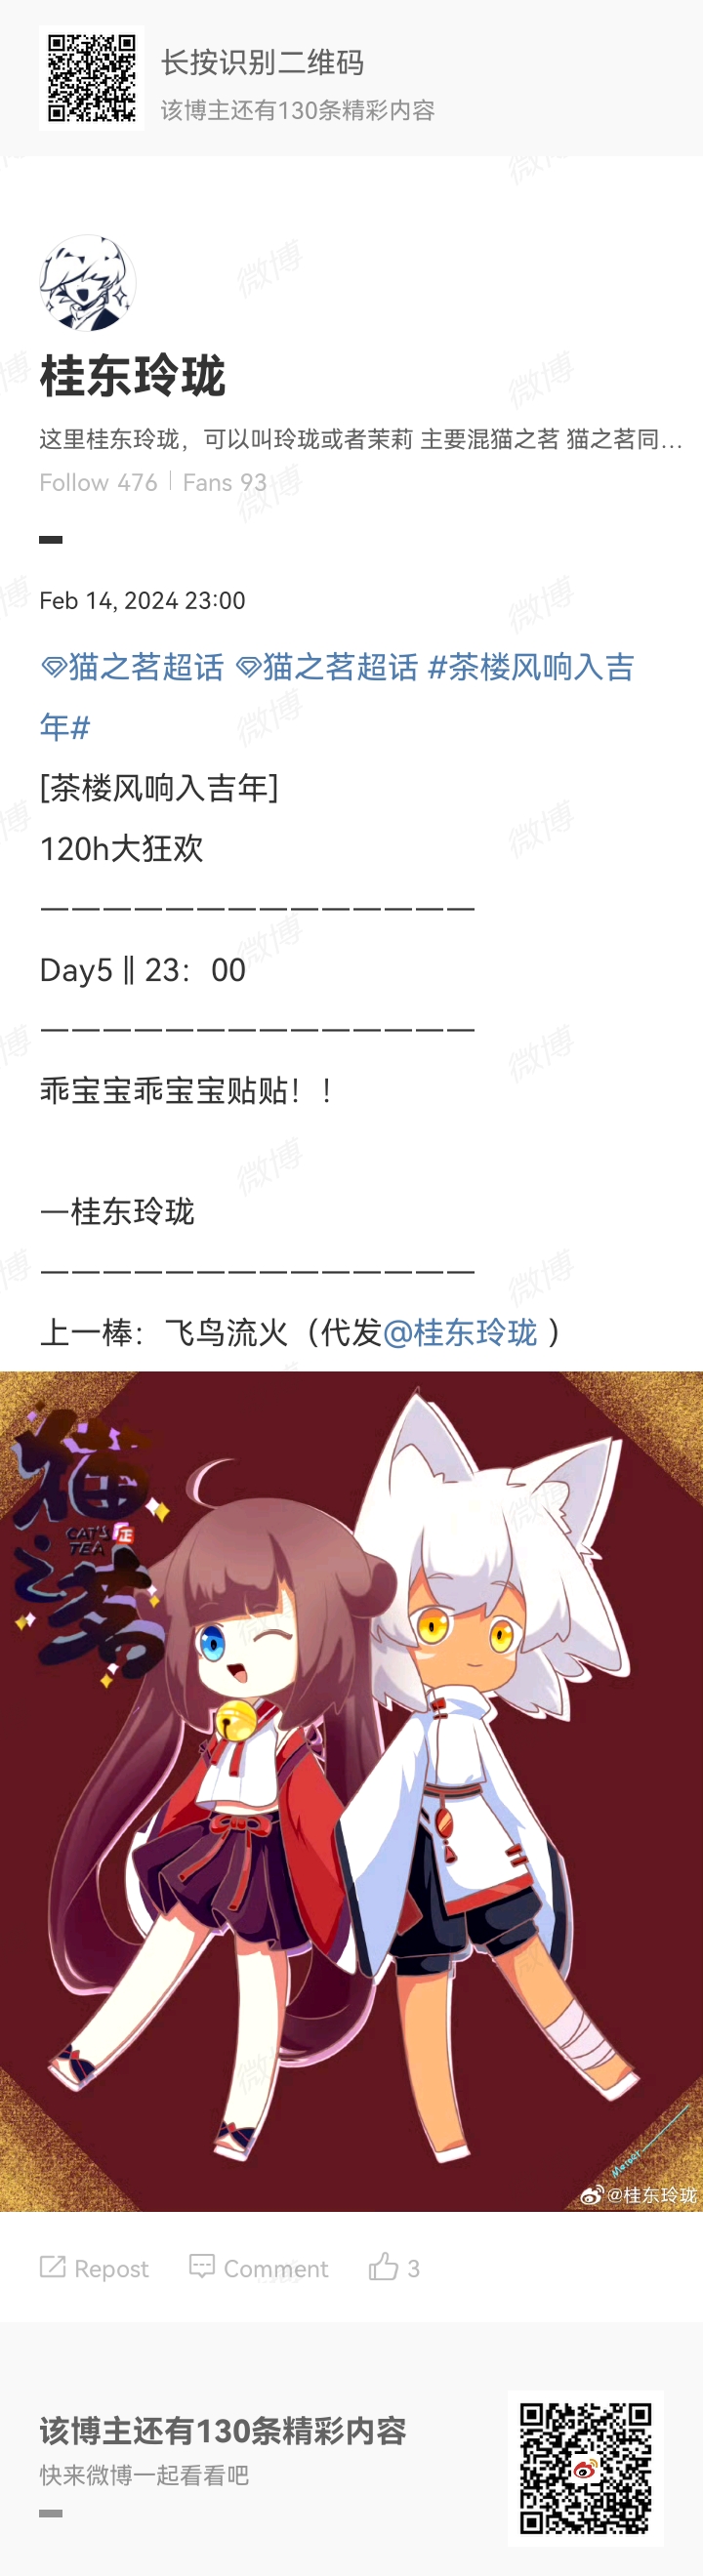 长按识别二维码
该博主还有130条精彩内容
桂东玲珑
这里桂东玲珑，可以叫玲珑或者茉莉 主要混猫之茗 猫之茗同…
Follow 476 | Fans 93
Feb 14, 2024 23:00
猫之茗超话 猫之茗超话 #茶楼风响入吉
年#
[茶楼风响入吉年]
120h大狂欢
——————————————
Day5 ‖ 23：00
——————————————
乖宝宝乖宝宝贴贴！！
—桂东玲珑
——————————————
上一棒：飞鸟流火（代发@桂东玲珑 ）
猫之茗
CAT'S
TEA
正
@桂东玲珑
Repost
Comment
3
该博主还有130条精彩内容
快来微博一起看看吧
微博